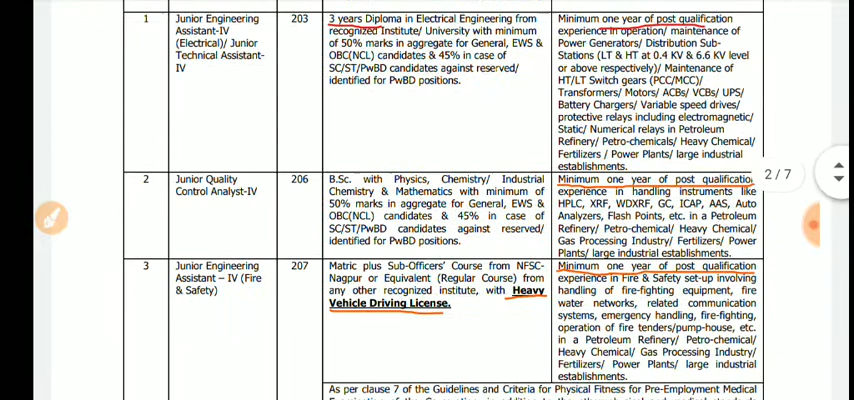 1
Junior Engineering
Assistant-IV
(Electrical)/ Junior
Technical Assistant-
IV
203
3 years Diploma in Electrical Engineering from
recognized Institute/ University with minimum
of 50% marks in aggregate for General, EWS &
OBC(NCL) candidates & 45% in case of
SC/ST/PwBD candidates against reserved/
identified for PwBD positions.
Minimum one year of post qualification
experience in operation/ maintenance of
Power Generators/ Distribution Sub-
Stations (LT & HT at 0.4 KV & 6.6 KV level
or above respectively)/ Maintenance of
HT/LT Switch gears (PCC/MCC)/
Transformers/ Motors/ ACBs/ VCBs/ UPS/
Battery Chargers/ Variable speed drives/
protective relays including electromagnetic/
Static/ Numerical relays in Petroleum
Refinery/ Petro-chemicals/ Heavy Chemical/
Fertilizers / Power Plants/ large industrial
establishments.
2
Junior Quality
Control Analyst-IV
206
B.Sc. with Physics, Chemistry/ Industrial
Chemistry & Mathematics with minimum of
50% marks in aggregate for General, EWS &
OBC(NCL) candidates & 45% in case of
SC/ST/PwBD candidates against reserved/
identified for PwBD positions.
Minimum one year of post qualificatio
experience in handling instruments like
HPLC, XRF, WDXRF, GC, ICAP, AAS, Auto
Analyzers, Flash Points, etc. in a Petroleum
Refinery/ Petro-chemical/ Heavy Chemical/
Gas Processing Industry/ Fertilizers/ Power
Plants/ large industrial establishments.
2 / 7
3
Junior Engineering
Assistant – IV (Fire
& Safety)
207
Matric plus Sub-Officers' Course from NFSC-
Nagpur or Equivalent (Regular Course) from
any other recognized institute, with Heavy
Vehicle Driving License.
Minimum one year of post qualification
experience in Fire & Safety set-up involving
handling of fire-fighting equipment, fire
water networks, related communication
systems, emergency handling, fire-fighting,
operation of fire tenders/pump-house, etc.
in a Petroleum Refinery/ Petro-chemical/
Heavy Chemical/ Gas Processing Industry/
Fertilizers/ Power Plants/ large industrial
establishments.
As per clause 7 of the Guidelines and Criteria for Physical Fitness for Pre-Employment Medical